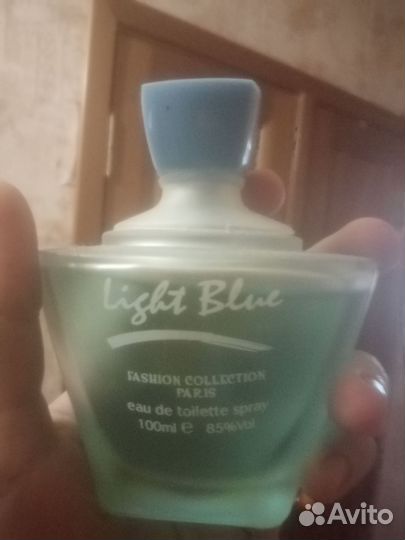 Light Blue
FASHION COLLECTION
PARIS
eau de toilette spray
100ml e 85%Vol
Avito